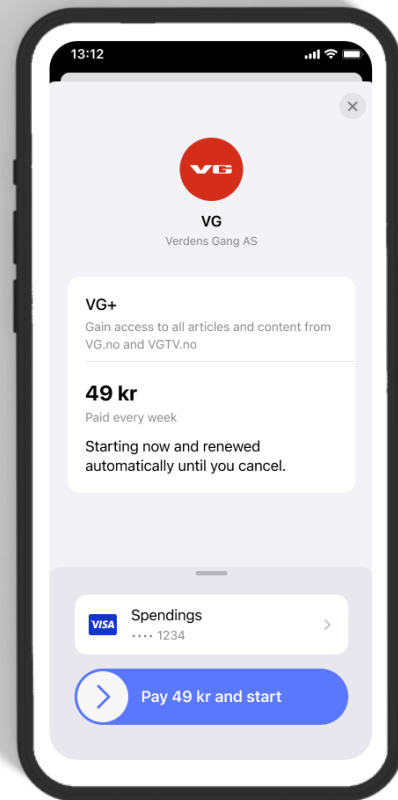 13:12
VG
VG
Verdens Gang AS
VG+
Gain access to all articles and content from
VG.no and VGTV.no
49 kr
Paid every week
Starting now and renewed
automatically until you cancel.
VISA
Spendings
•••• 1234
Pay 49 kr and start